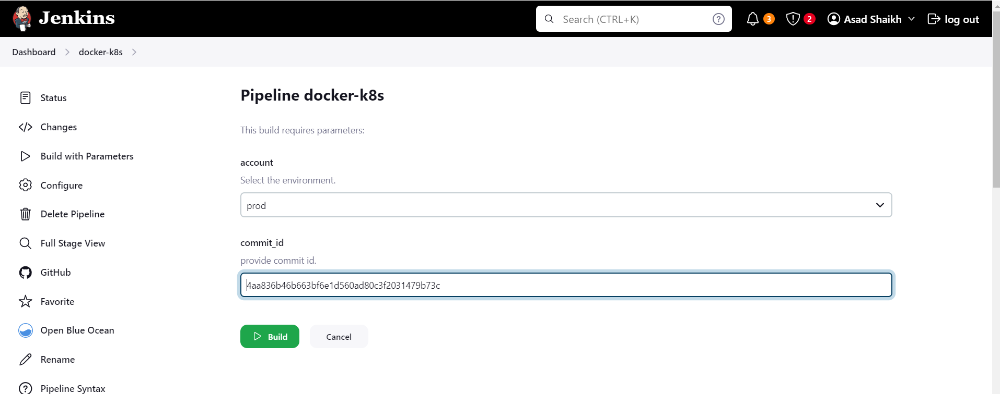 Jenkins
Search (CTRL+K)
3
2
Asad Shaikh
log out
Dashboard
docker-k8s
Status
Changes
Build with Parameters
Configure
Delete Pipeline
Full Stage View
GitHub
Favorite
Open Blue Ocean
Rename
Pipeline Syntax
Pipeline docker-k8s
This build requires parameters:
account
Select the environment.
prod
commit_id
provide commit id.
4aa836b46b663bf6e1d560ad80c3f2031479b73c
Build
Cancel